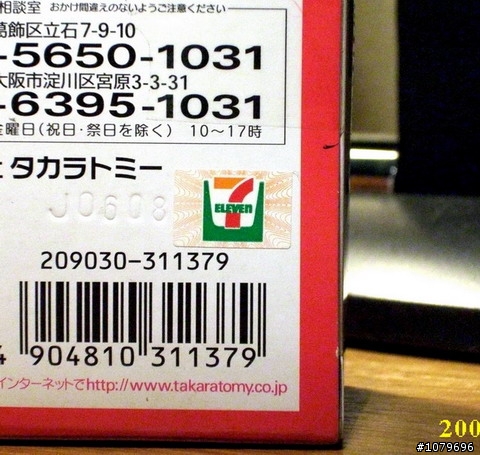 相談室 おかけ間違えのないようご注意ください
葛飾区立石7-9-10
-5650-1031
大阪市淀川区宮原3-3-31
-6395-1031
金曜日(祝日・祭日を除く) 10～17時
タカラトミー
J0608
7
ELEVEN
209030-311379
4 904810 311379
インターネットでhttp://www.takaratomy.co.jp
200
#1079696